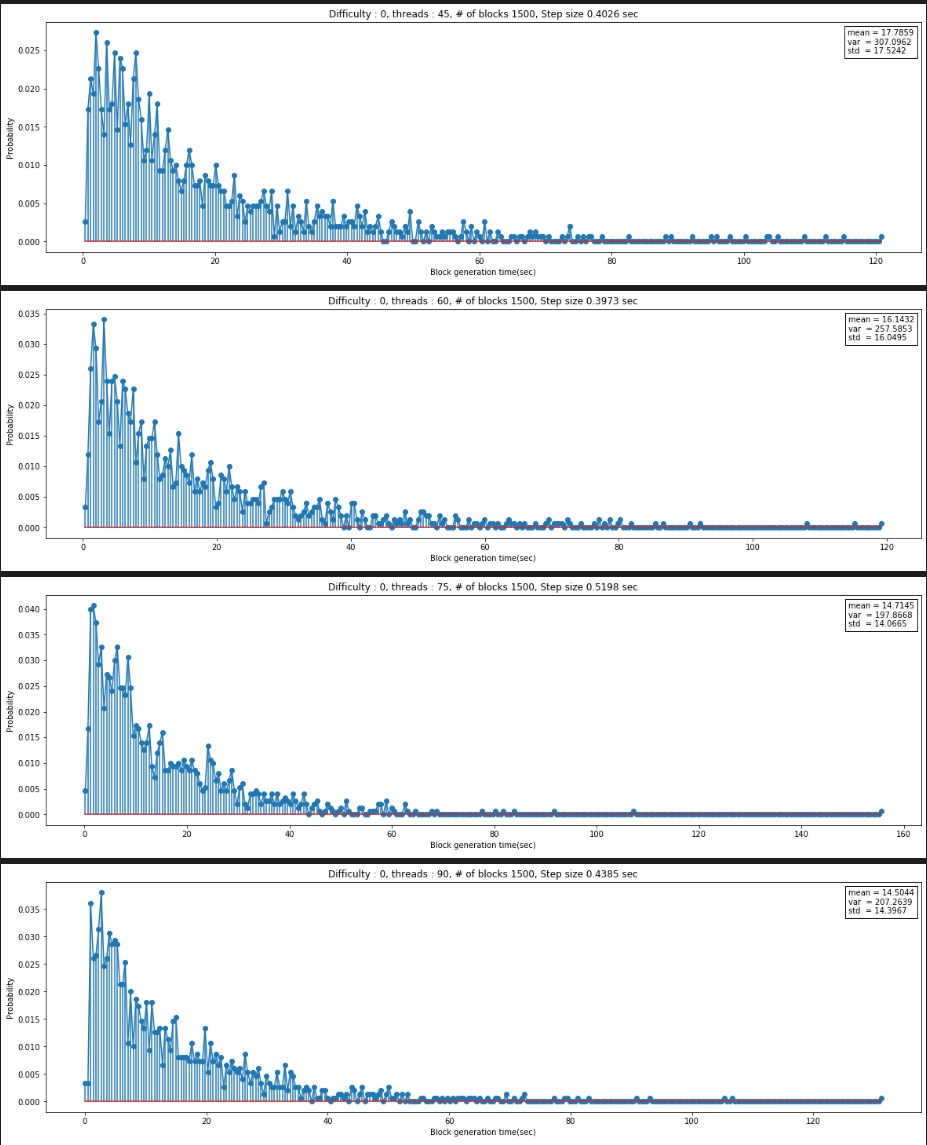 Difficulty : 0, threads : 45, # of blocks 1500, Step size 0.4026 sec
mean = 17.7859
var = 307.0962
std = 17.5242
0.025
0.020
0.015
0.010
0.005
0.000
Probability
0 20 40 60 80 100 120
Block generation time(sec)
Difficulty : 0, threads : 60, # of blocks 1500, Step size 0.3973 sec
mean = 16.1432
var = 257.5853
std = 16.0495
0.035
0.030
0.025
0.020
0.015
0.010
0.005
0.000
Probability
0 20 40 60 80 100 120
Block generation time(sec)
Difficulty : 0, threads : 75, # of blocks 1500, Step size 0.5198 sec
mean = 14.7145
var = 197.8668
std = 14.0665
0.040
0.035
0.030
0.025
0.020
0.015
0.010
0.005
0.000
Probability
0 20 40 60 80 100 120 140 160
Block generation time(sec)
Difficulty : 0, threads : 90, # of blocks 1500, Step size 0.4385 sec
mean = 14.5044
var = 207.2639
std = 14.3967
0.035
0.030
0.025
0.020
0.015
0.010
0.005
0.000
Probability
0 20 40 60 80 100 120
Block generation time(sec)